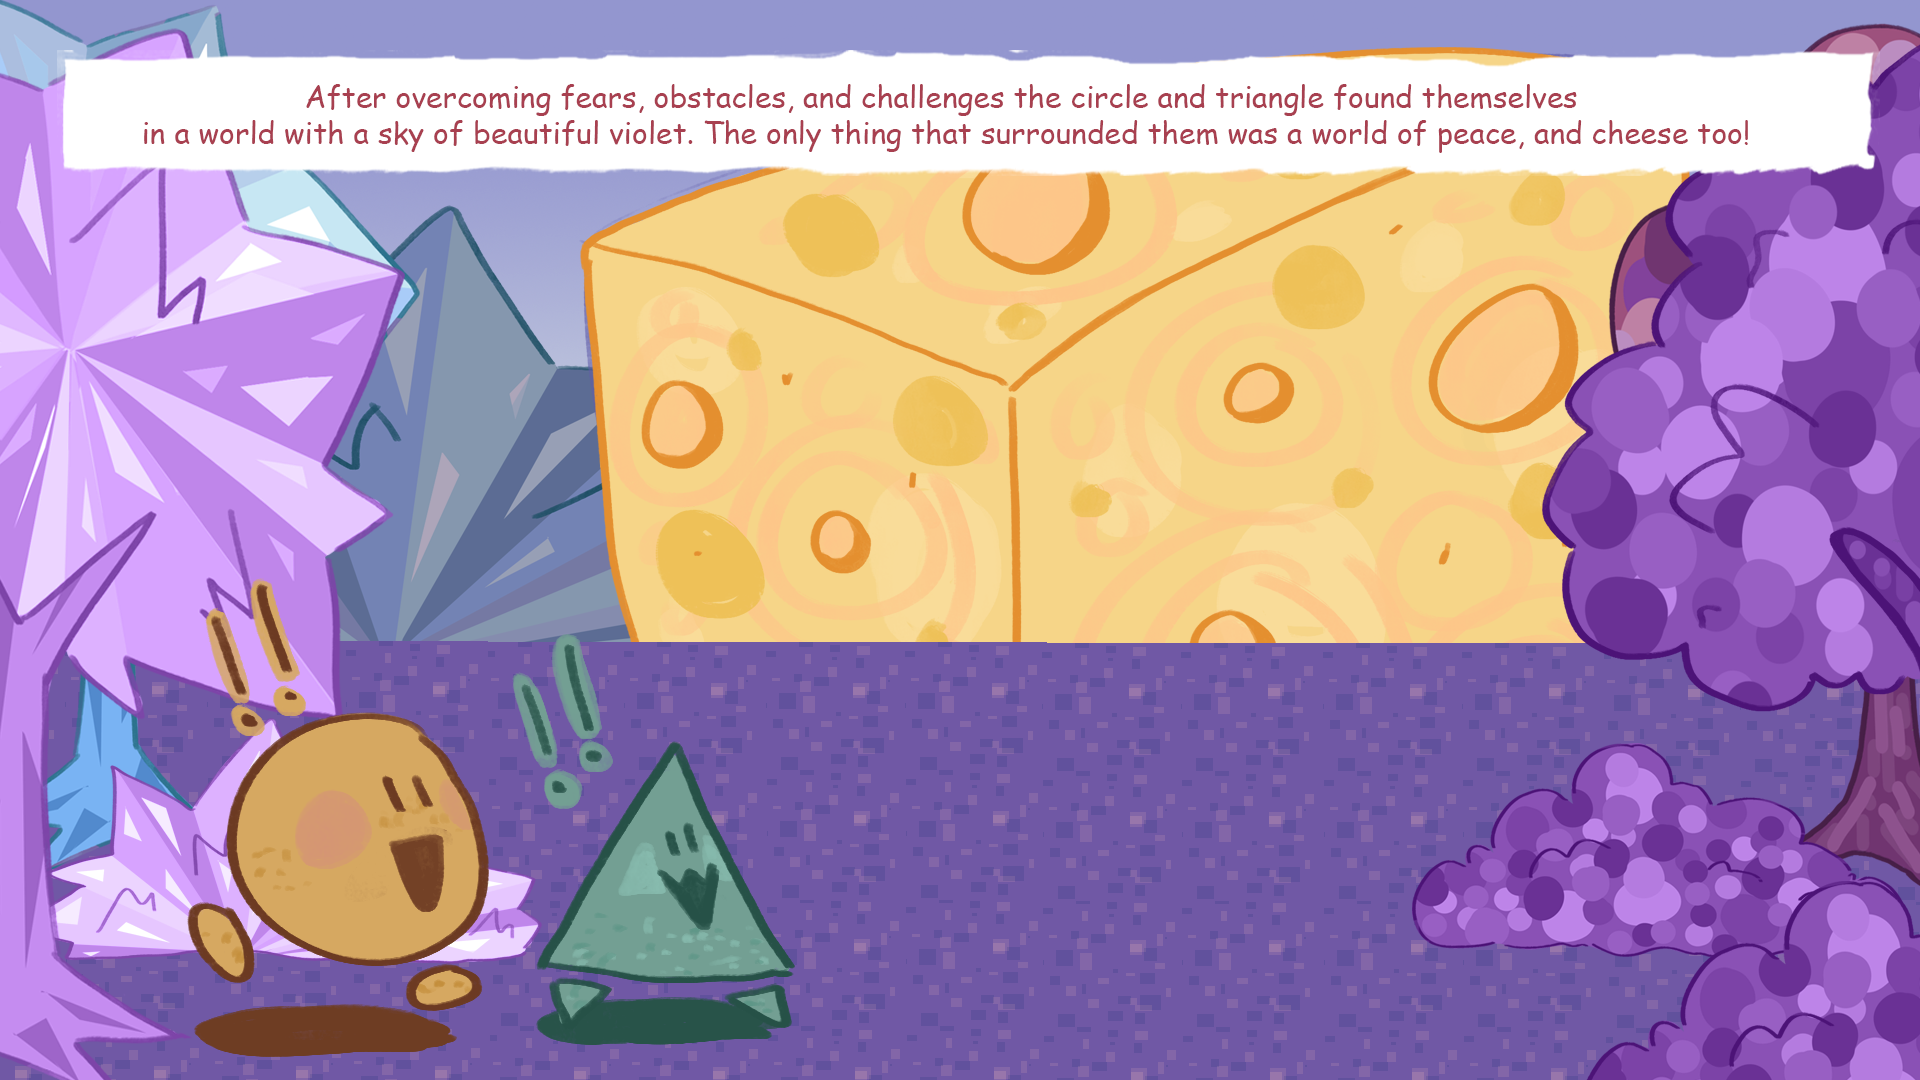 After overcoming fears, obstacles, and challenges the circle and triangle found themselves
in a world with a sky of beautiful violet. The only thing that surrounded them was a world of peace, and cheese too!
!!
!!